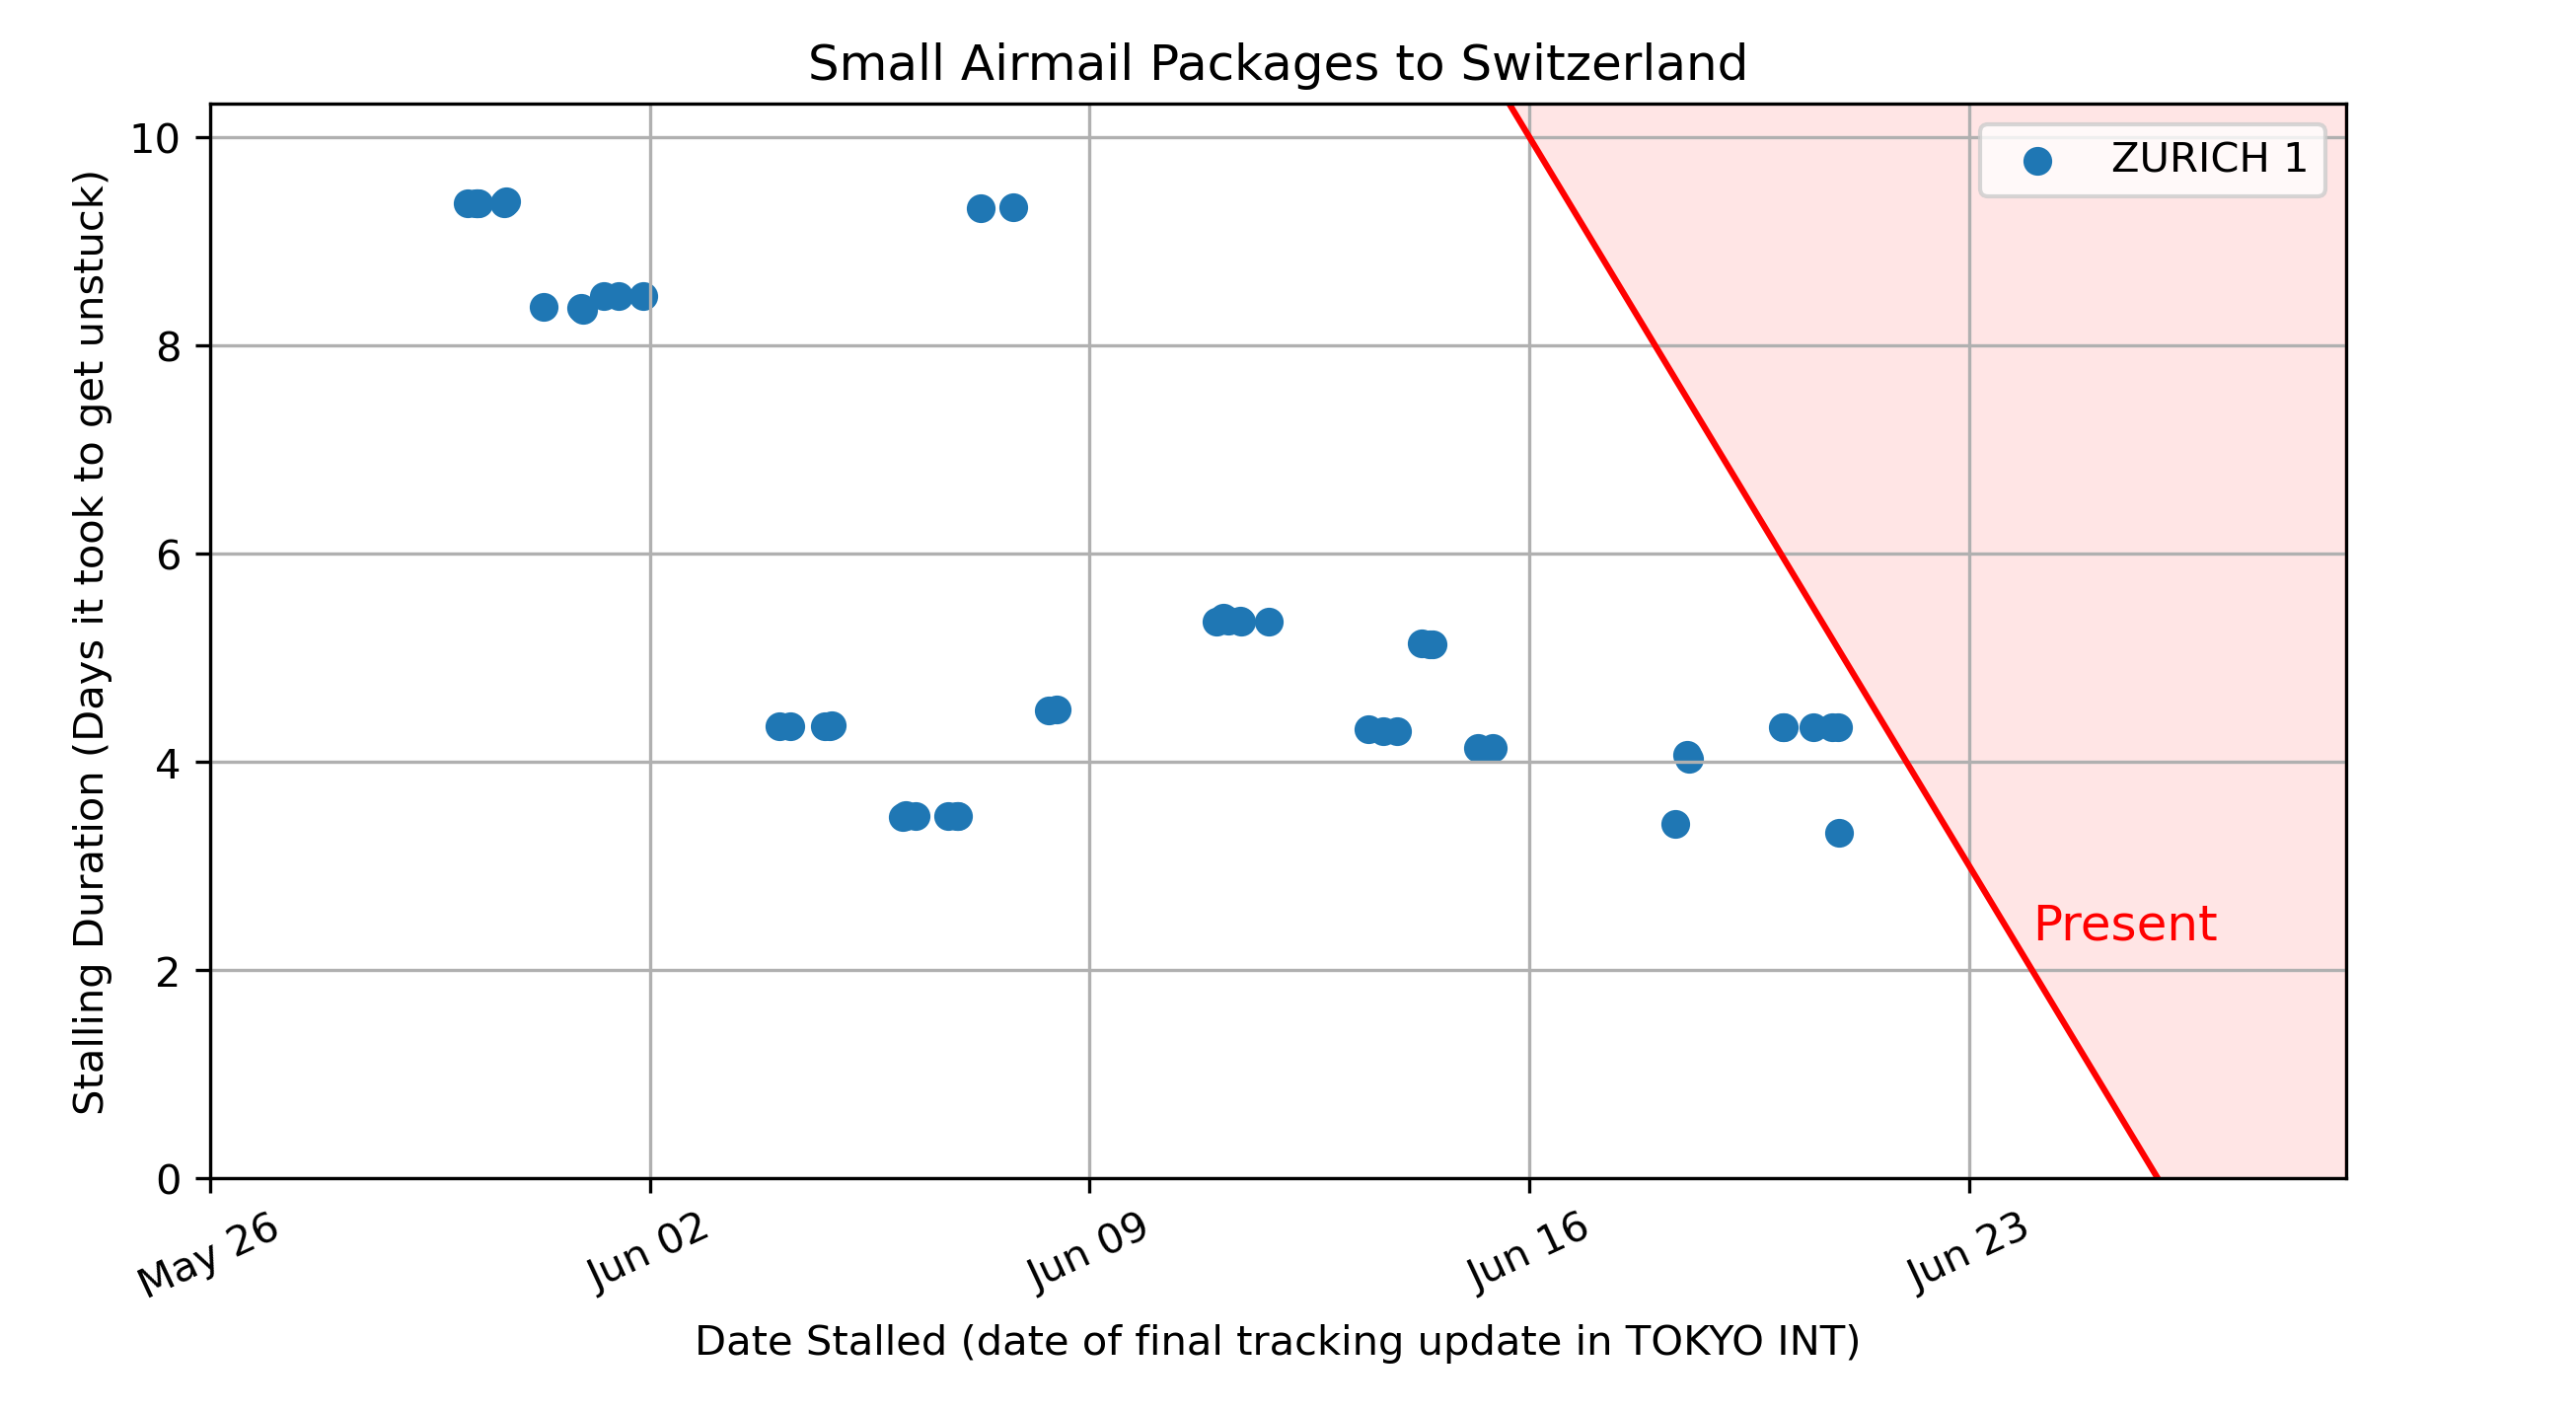 Small Airmail Packages to Switzerland
Stalling Duration (Days it took to get unstuck)
10
8
6
4
2
0
ZURICH 1
Present
May 26
Jun 02
Jun 09
Jun 16
Jun 23
Date Stalled (date of final tracking update in TOKYO INT)